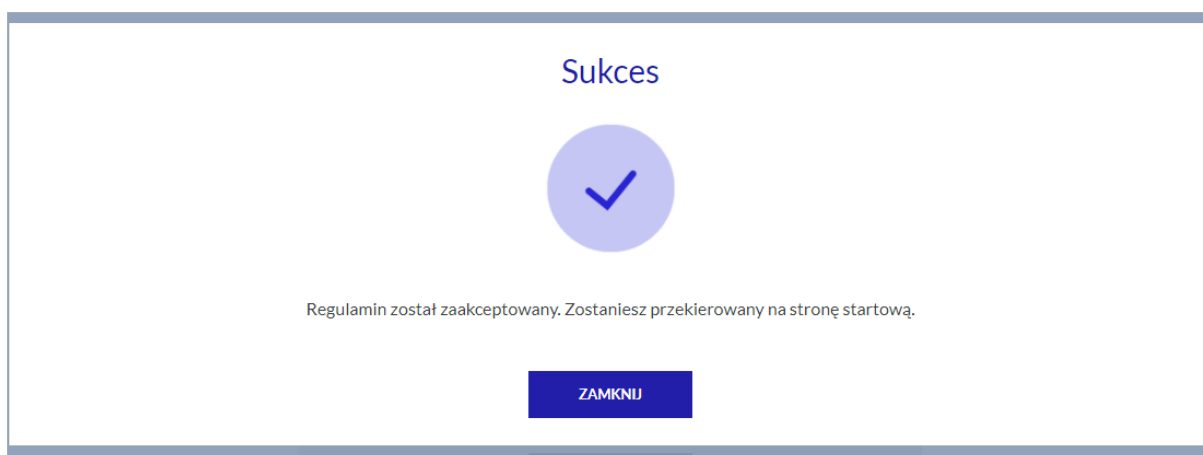 Sukces
Regulamin został zaakceptowany. Zostaniesz przekierowany na stronę startową.
ZAMKNIJ